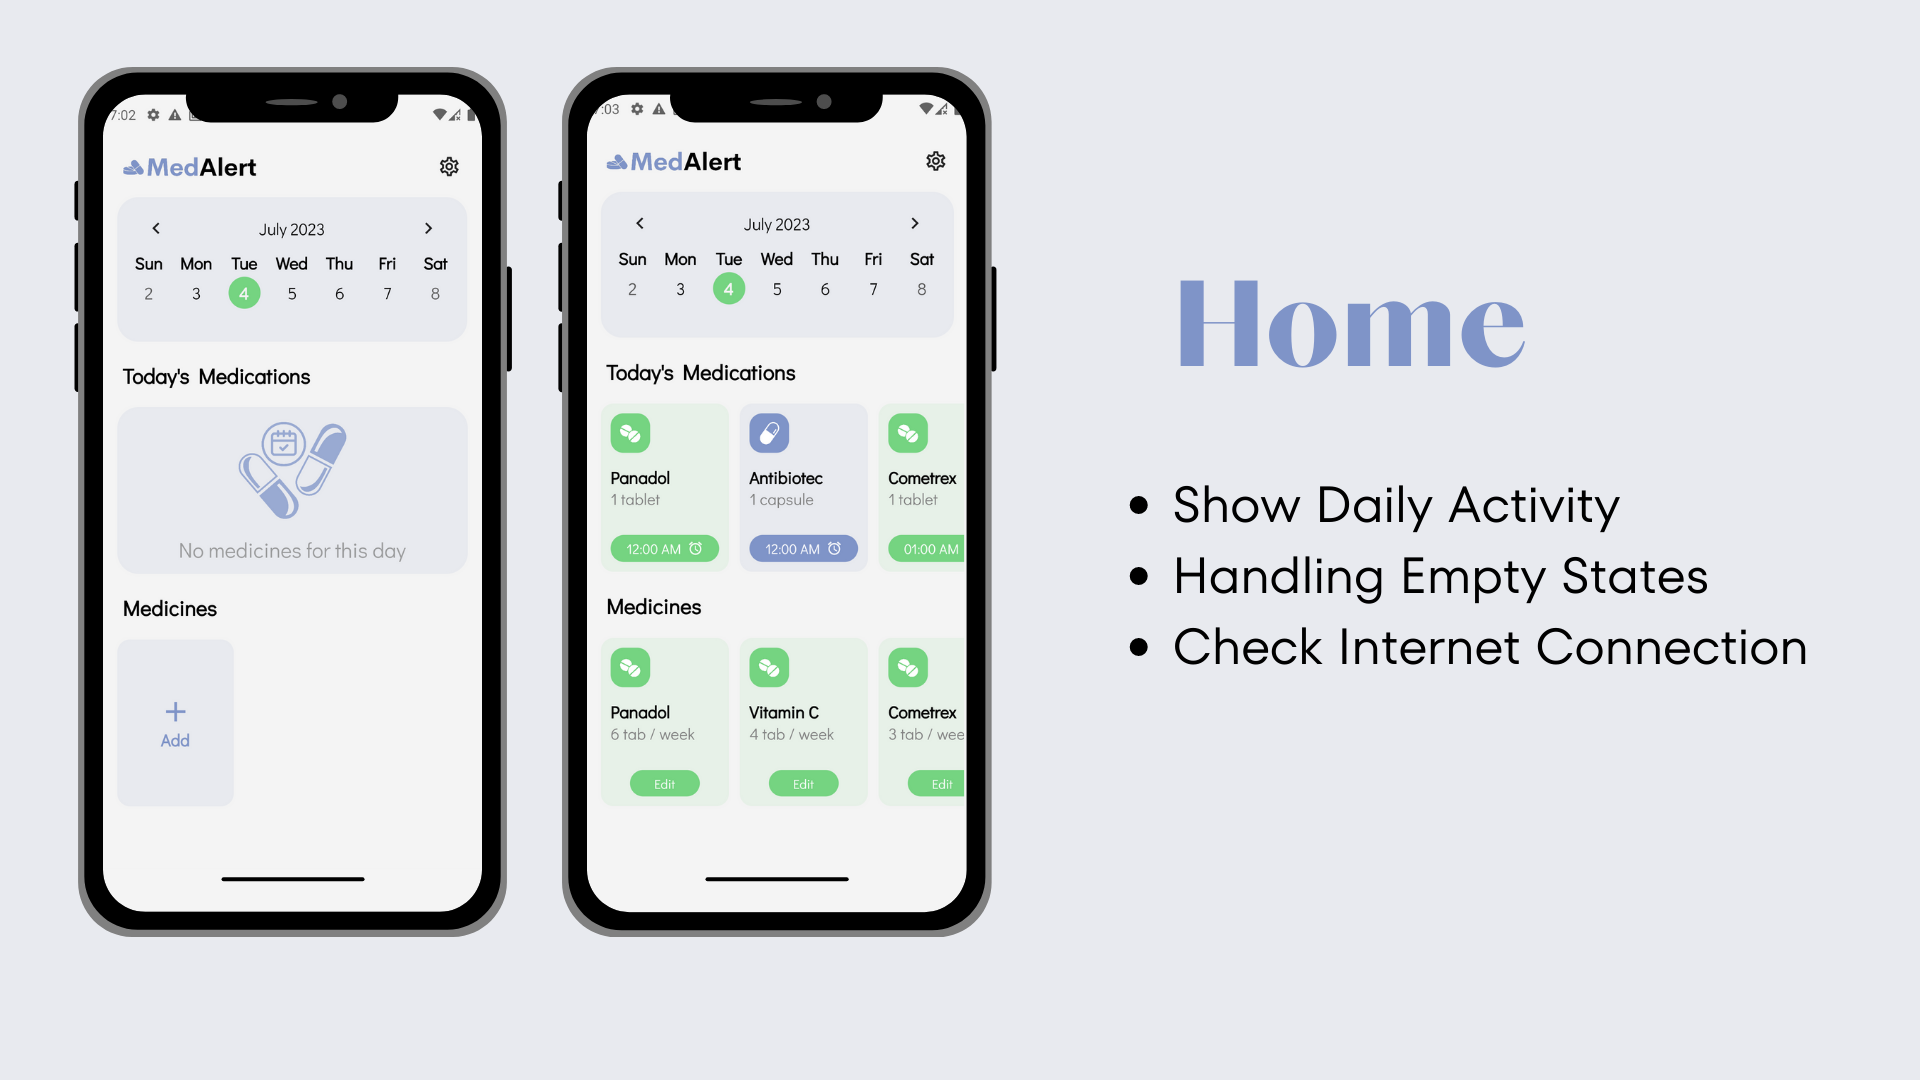 7:02
MedAlert
July 2023
Sun Mon Tue Wed Thu Fri Sat
2 3 4 5 6 7 8
Today's Medications
No medicines for this day
Medicines
+
Add
:03
MedAlert
July 2023
Sun Mon Tue Wed Thu Fri Sat
2 3 4 5 6 7 8
Today's Medications
Panadol
1 tablet
12:00 AM
Antibiotec
1 capsule
12:00 AM
Cometrex
1 tablet
01:00 AM
Medicines
Panadol
6 tab / week
Edit
Vitamin C
4 tab / week
Edit
Cometrex
3 tab / wee
Edit
Home
• Show Daily Activity
• Handling Empty States
• Check Internet Connection